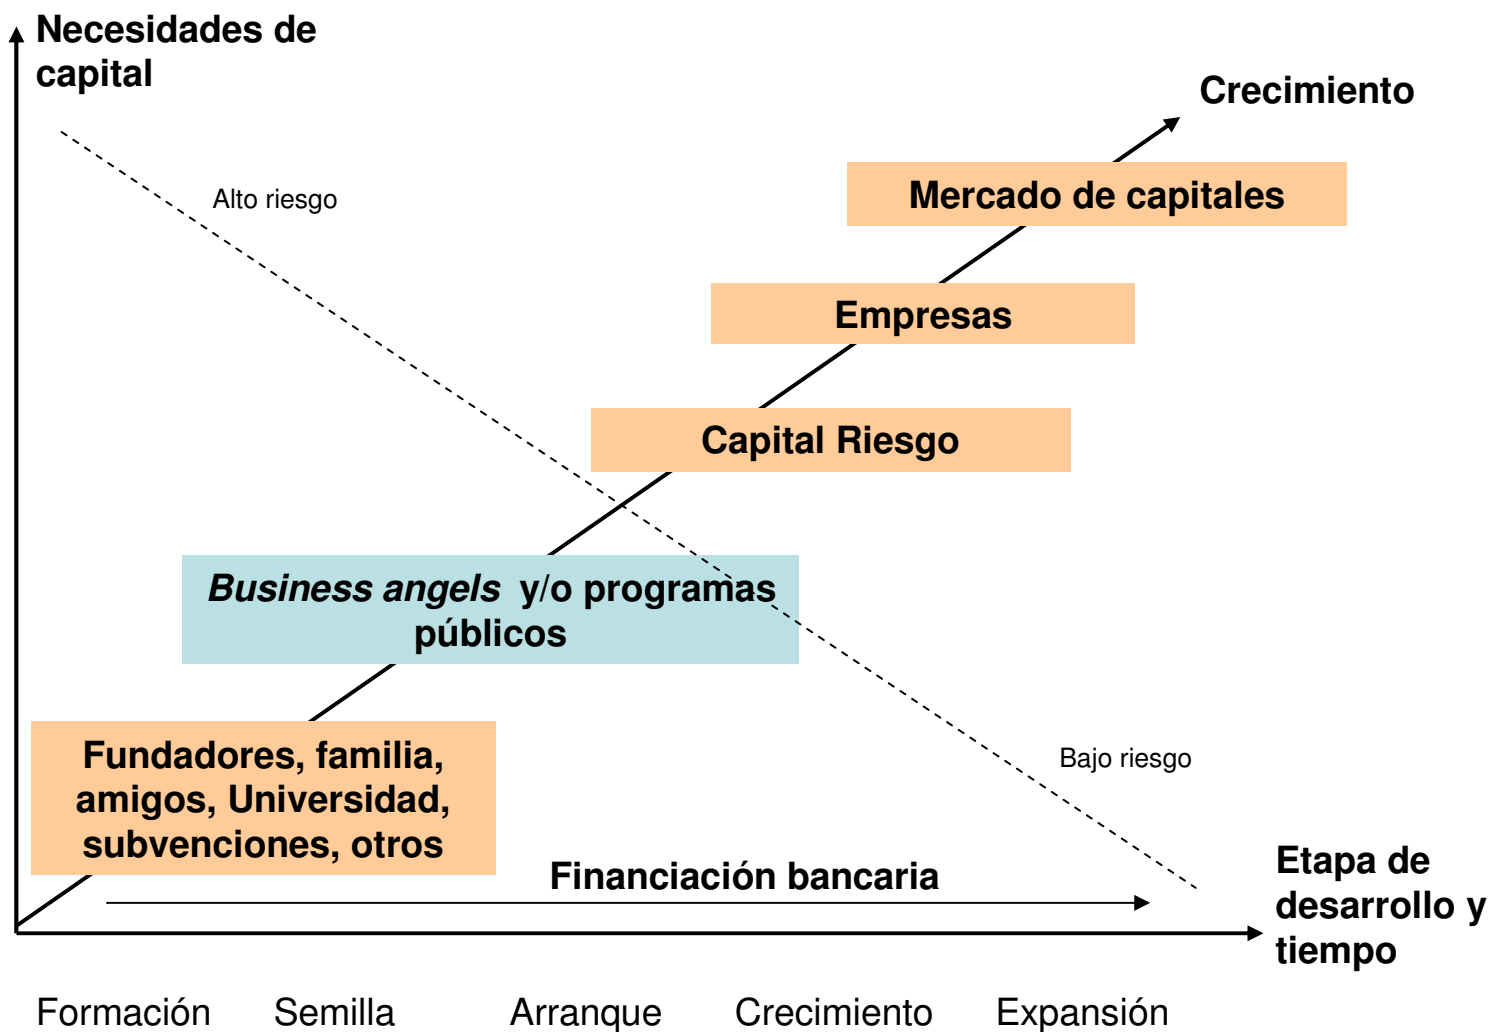 Necesidades de
capital
Crecimiento
Alto riesgo
Mercado de capitales
Empresas
Capital Riesgo
Business angels y/o programas
públicos
Fundadores, familia,
amigos, Universidad,
subvenciones, otros
Bajo riesgo
Financiación bancaria
Etapa de
desarrollo y
tiempo
Formación Semilla Arranque Crecimiento Expansión